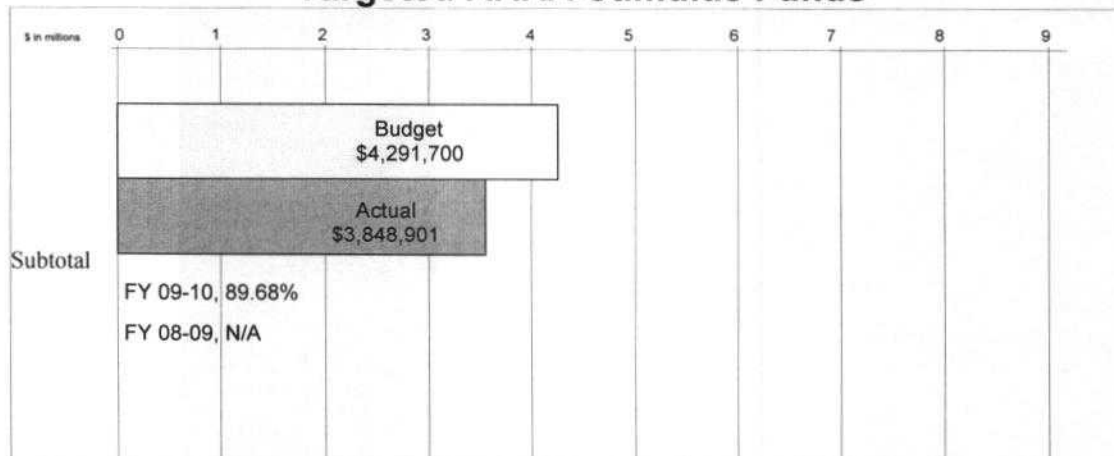 $ in millions 0 1 2 3 4 5 6 7 8 9
Budget
$4,291,700
Actual
$3,848,901
Subtotal
FY 09-10, 89.68%
FY 08-09, N/A